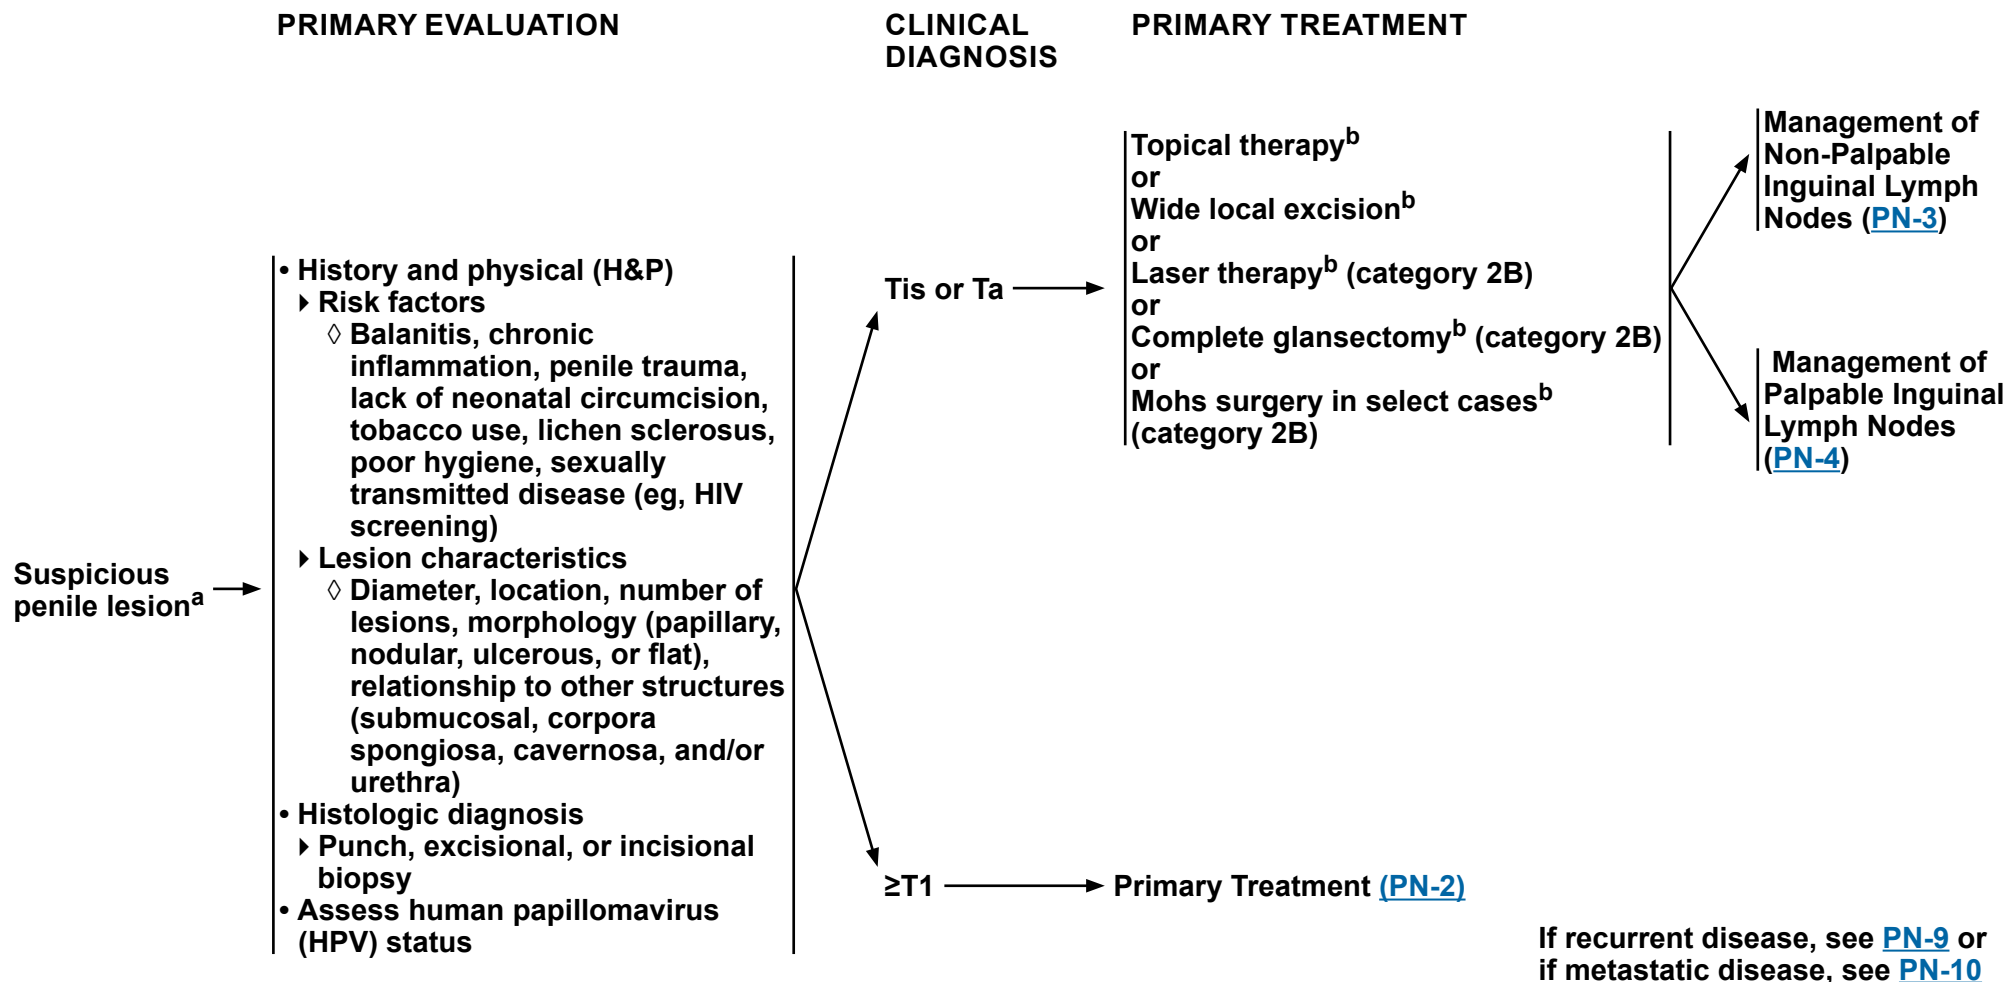 PRIMARY EVALUATION
CLINICAL
DIAGNOSIS
PRIMARY TREATMENT
Suspicious
penile lesionᵃ
• History and physical (H&P)
▸ Risk factors
◊ Balanitis, chronic
inflammation, penile trauma,
lack of neonatal circumcision,
tobacco use, lichen sclerosus,
poor hygiene, sexually
transmitted disease (eg, HIV
screening)
▸ Lesion characteristics
◊ Diameter, location, number of
lesions, morphology (papillary,
nodular, ulcerous, or flat),
relationship to other structures
(submucosal, corpora
spongiosa, cavernosa, and/or
urethra)
• Histologic diagnosis
▸ Punch, excisional, or incisional
biopsy
• Assess human papillomavirus
(HPV) status
Tis or Ta
Topical therapyᵇ
or
Wide local excisionᵇ
or
Laser therapyᵇ (category 2B)
or
Complete glansectomyᵇ (category 2B)
or
Mohs surgery in select casesᵇ
(category 2B)
Management of
Non-Palpable
Inguinal Lymph
Nodes (PN-3)
Management of
Palpable Inguinal
Lymph Nodes
(PN-4)
≥T1
Primary Treatment (PN-2)
If recurrent disease, see PN-9 or
if metastatic disease, see PN-10